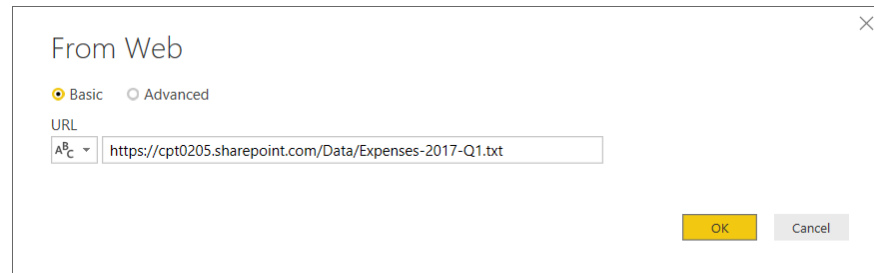 From Web
Basic Advanced
URL
ABC https://cpt0205.sharepoint.com/Data/Expenses-2017-Q1.txt
OK Cancel